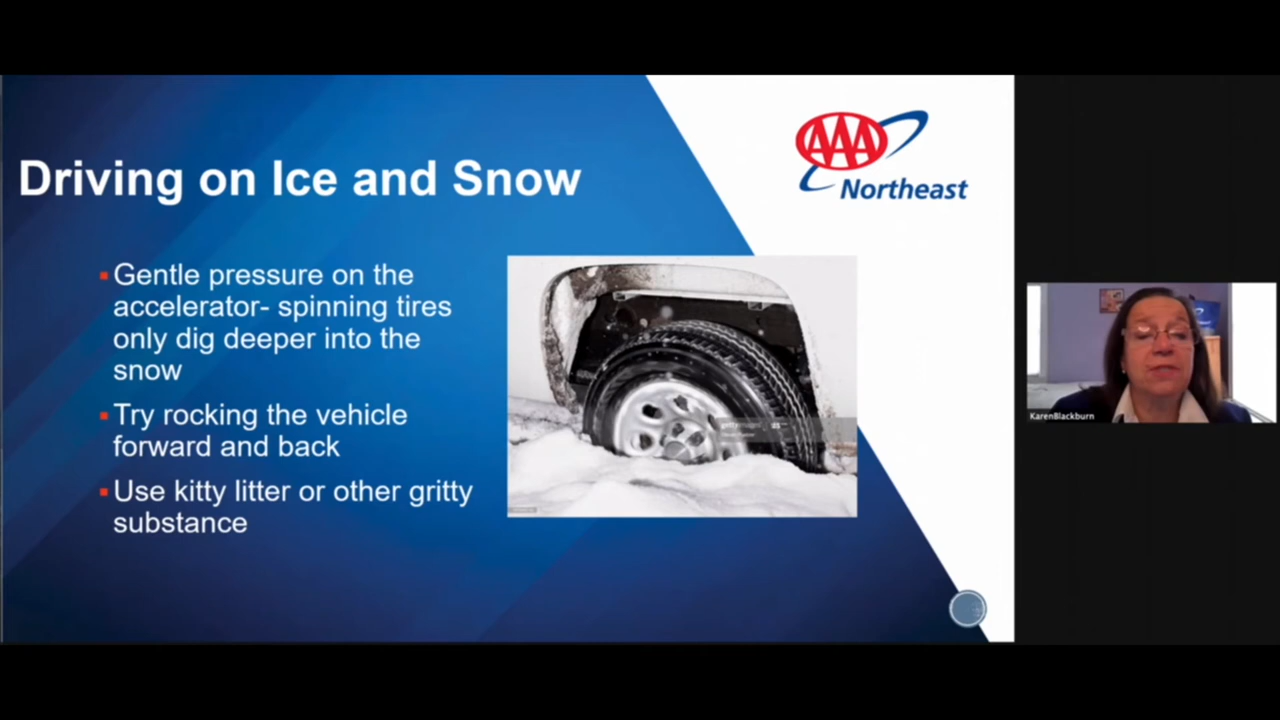 AAA
Northeast
Driving on Ice and Snow
Gentle pressure on the
accelerator- spinning tires
only dig deeper into the
snow
Try rocking the vehicle
forward and back
Use kitty litter or other gritty
substance
KarenBlackburn